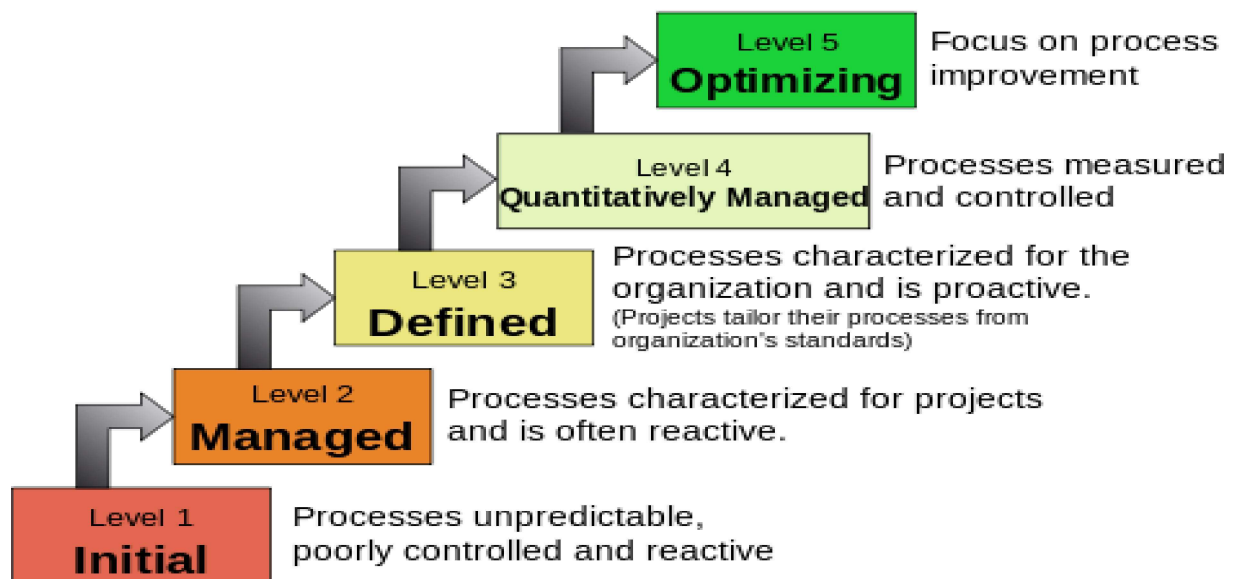 Level 5
Optimizing
Focus on process
improvement
Level 4
Quantitatively Managed
Processes measured
and controlled
Level 3
Defined
Processes characterized for the
organization and is proactive.
(Projects tailor their processes from
organization's standards)
Level 2
Managed
Processes characterized for projects
and is often reactive.
Level 1
Initial
Processes unpredictable,
poorly controlled and reactive